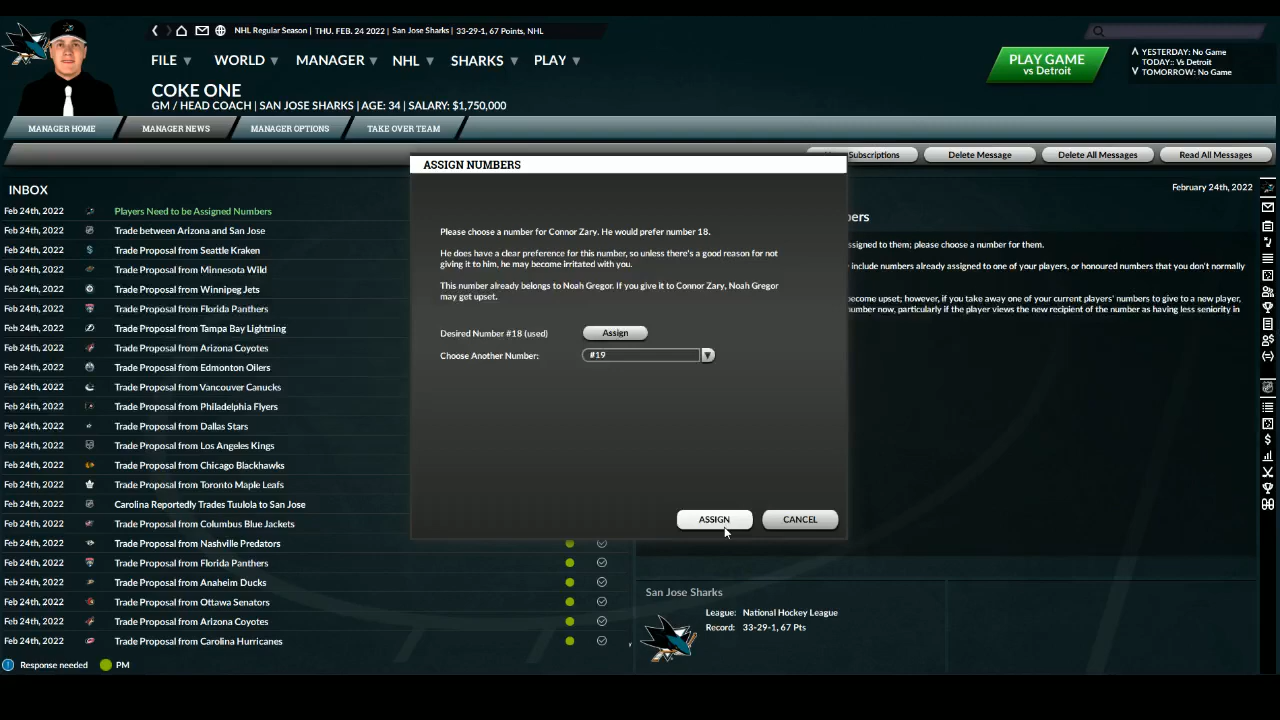 NHL Regular Season | THU. FEB. 24 2022 | San Jose Sharks | 33-29-1, 67 Points, NHL
FILE WORLD MANAGER NHL SHARKS PLAY
PLAY GAME
vs Detroit
YESTERDAY: No Game
TODAY:: Vs Detroit
TOMORROW: No Game
COKE ONE
GM / HEAD COACH | SAN JOSE SHARKS | AGE: 34 | SALARY: $1,750,000
MANAGER HOME MANAGER NEWS MANAGER OPTIONS TAKE OVER TEAM
Subscriptions Delete Message Delete All Messages Read All Messages
INBOX
February 24th, 2022
Feb 24th, 2022 Players Need to be Assigned Numbers
Feb 24th, 2022 Trade between Arizona and San Jose
Feb 24th, 2022 Trade Proposal from Seattle Kraken
Feb 24th, 2022 Trade Proposal from Minnesota Wild
Feb 24th, 2022 Trade Proposal from Winnipeg Jets
Feb 24th, 2022 Trade Proposal from Florida Panthers
Feb 24th, 2022 Trade Proposal from Tampa Bay Lightning
Feb 24th, 2022 Trade Proposal from Arizona Coyotes
Feb 24th, 2022 Trade Proposal from Edmonton Oilers
Feb 24th, 2022 Trade Proposal from Vancouver Canucks
Feb 24th, 2022 Trade Proposal from Philadelphia Flyers
Feb 24th, 2022 Trade Proposal from Dallas Stars
Feb 24th, 2022 Trade Proposal from Los Angeles Kings
Feb 24th, 2022 Trade Proposal from Chicago Blackhawks
Feb 24th, 2022 Trade Proposal from Toronto Maple Leafs
Feb 24th, 2022 Carolina Reportedly Trades Tuulola to San Jose
Feb 24th, 2022 Trade Proposal from Columbus Blue Jackets
Feb 24th, 2022 Trade Proposal from Nashville Predators
Feb 24th, 2022 Trade Proposal from Florida Panthers
Feb 24th, 2022 Trade Proposal from Anaheim Ducks
Feb 24th, 2022 Trade Proposal from Ottawa Senators
Feb 24th, 2022 Trade Proposal from Arizona Coyotes
Feb 24th, 2022 Trade Proposal from Carolina Hurricanes
Response needed PM
ASSIGN NUMBERS
Please choose a number for Connor Zary. He would prefer number 18.
He does have a clear preference for this number, so unless there's a good reason for not
giving it to him, he may become irritated with you.
This number already belongs to Noah Gregor. If you give it to Connor Zary, Noah Gregor
may get upset.
Desired Number #18 (used) Assign
Choose Another Number: #19
ASSIGN CANCEL
bers
ssigned to them; please choose a number for them.
include numbers already assigned to one of your players, or honoured numbers that you don't normally
ecome upset; however, if you take away one of your current players' numbers to give to a new player,
number now, particularly if the player views the new recipient of the number as having less seniority in
San Jose Sharks
League: National Hockey League
Record: 33-29-1, 67 Pts